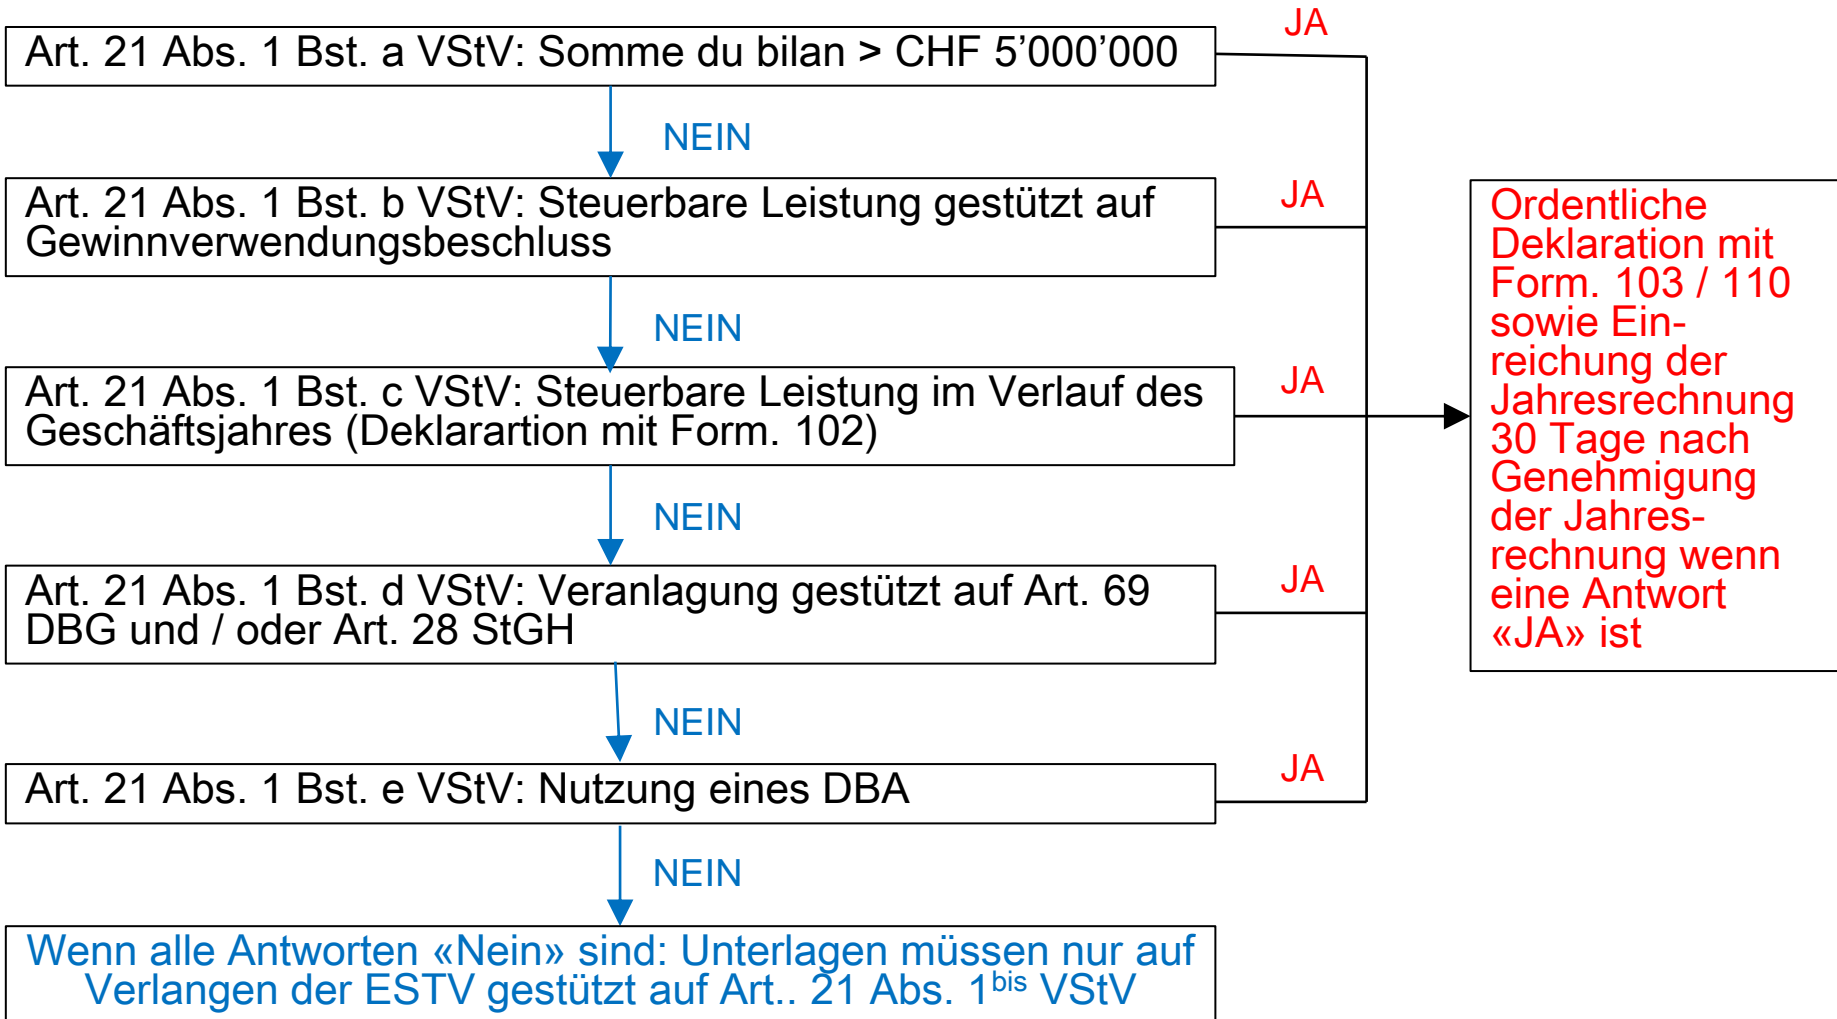 JA
Art. 21 Abs. 1 Bst. a VStV: Somme du bilan > CHF 5’000’000
NEIN
Art. 21 Abs. 1 Bst. b VStV: Steuerbare Leistung gestützt auf
Gewinnverwendungsbeschluss
JA
NEIN
Art. 21 Abs. 1 Bst. c VStV: Steuerbare Leistung im Verlauf des
Geschäftsjahres (Deklarartion mit Form. 102)
JA
NEIN
Art. 21 Abs. 1 Bst. d VStV: Veranlagung gestützt auf Art. 69
DBG und / oder Art. 28 StGH
JA
NEIN
Art. 21 Abs. 1 Bst. e VStV: Nutzung eines DBA
JA
NEIN
Wenn alle Antworten «Nein» sind: Unterlagen müssen nur auf
Verlangen der ESTV gestützt auf Art.. 21 Abs. 1bis VStV
Ordentliche
Deklaration mit
Form. 103 / 110
sowie Ein-
reichung der
Jahresrechnung
30 Tage nach
Genehmigung
der Jahres-
rechnung wenn
eine Antwort
«JA» ist